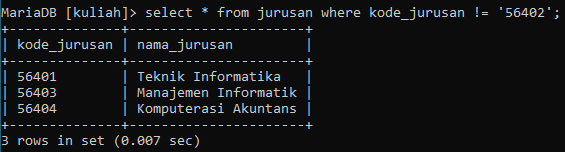 MariaDB [kuliah]> select * from jurusan where kode_jurusan != '56402';
+--------------+----------------------+
| kode_jurusan | nama_jurusan         |
+--------------+----------------------+
| 56401        | Teknik Informatika   |
| 56403        | Manajemen Informatik |
| 56404        | Komputerasi Akuntans |
+--------------+----------------------+
3 rows in set (0.007 sec)